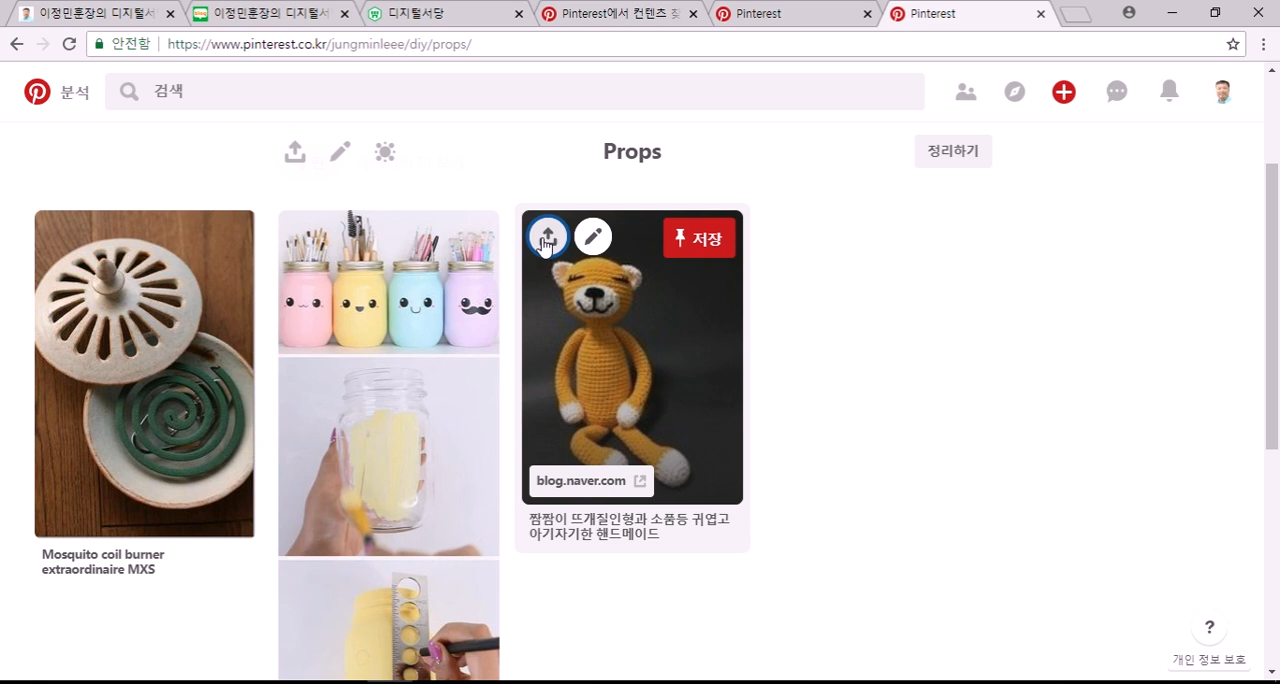 이정민훈장의 디지털서
이정민훈장의 디지털서
디지털서당
Pinterest에서 컨텐츠 찾
Pinterest
Pinterest
안전함
https://www.pinterest.co.kr/jungminleee/diy/props/
분석
검색
Props
정리하기
저장
blog.naver.com
짬짬이 뜨개질인형과 소품등 귀엽고
아기자기한 핸드메이드
Mosquito coil burner
extraordinaire MXS
?
개인 정보 보호